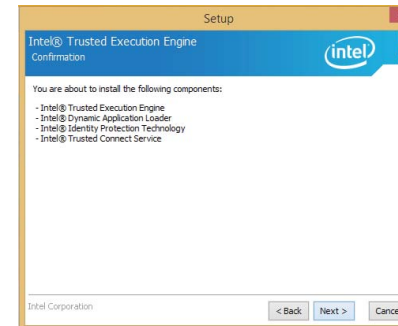 Setup
Intel® Trusted Execution Engine
Confirmation
intel
You are about to install the following components:
- Intel® Trusted Execution Engine
- Intel® Dynamic Application Loader
- Intel® Identity Protection Technology
- Intel® Trusted Connect Service
Intel Corporation
< Back Next > Cance